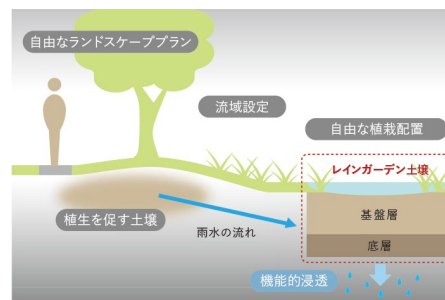 自由なランドスケーププラン
流域設定
自由な植栽配置
レインガーデン土壌
基盤層
植生を促す土壌
雨水の流れ
底層
機能的浸透